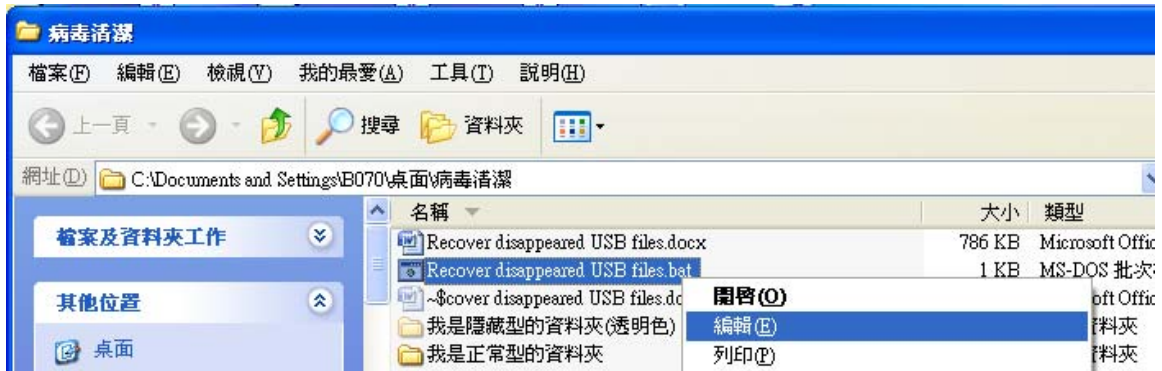 病毒清潔
檔案(F) 編輯(E) 檢視(V) 我的最愛(A) 工具(T) 說明(H)
上一頁 搜尋 資料夾
網址(D) C:\Documents and Settings\B070\桌面\病毒清潔
名稱 大小 類型
檔案及資料夾工作
Recover disappeared USB files.docx 786 KB Microsoft Offic
Recover disappeared USB files.bat 1 KB MS-DOS 批次
~$cover disappeared USB files.do oft Offic
其他位置
我是隱藏型的資料夾(透明色) 料夾
桌面
我是正常型的資料夾 料夾
開啓(O)
編輯(E)
列印(P)